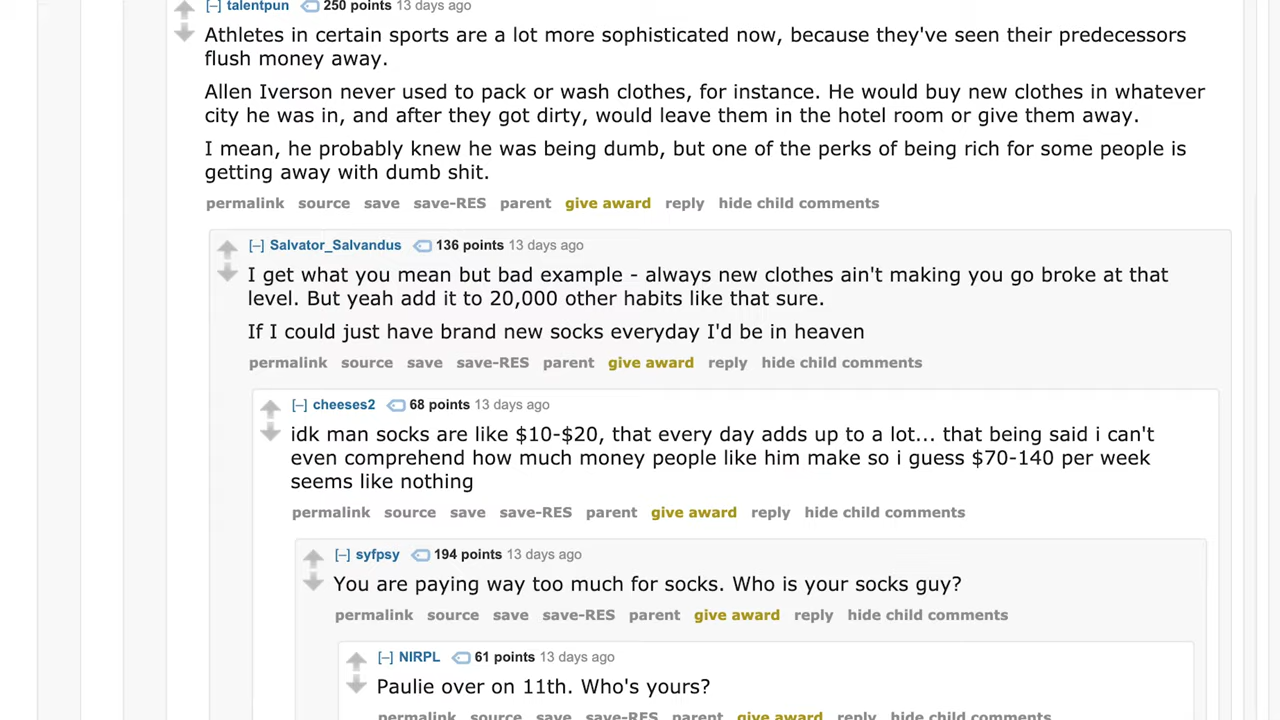 [–] talentpun 250 points 13 days ago
Athletes in certain sports are a lot more sophisticated now, because they've seen their predecessors
flush money away.
Allen Iverson never used to pack or wash clothes, for instance. He would buy new clothes in whatever
city he was in, and after they got dirty, would leave them in the hotel room or give them away.
I mean, he probably knew he was being dumb, but one of the perks of being rich for some people is
getting away with dumb shit.
permalink source save save-RES parent give award reply hide child comments
[–] Salvator_Salvandus 136 points 13 days ago
I get what you mean but bad example - always new clothes ain't making you go broke at that
level. But yeah add it to 20,000 other habits like that sure.
If I could just have brand new socks everyday I'd be in heaven
permalink source save save-RES parent give award reply hide child comments
[–] cheeses2 68 points 13 days ago
idk man socks are like $10-$20, that every day adds up to a lot... that being said i can't
even comprehend how much money people like him make so i guess $70-140 per week
seems like nothing
permalink source save save-RES parent give award reply hide child comments
[–] syfpsy 194 points 13 days ago
You are paying way too much for socks. Who is your socks guy?
permalink source save save-RES parent give award reply hide child comments
[–] NIRPL 61 points 13 days ago
Paulie over on 11th. Who's yours?
permalink source save save-RES parent give award reply hide child comments